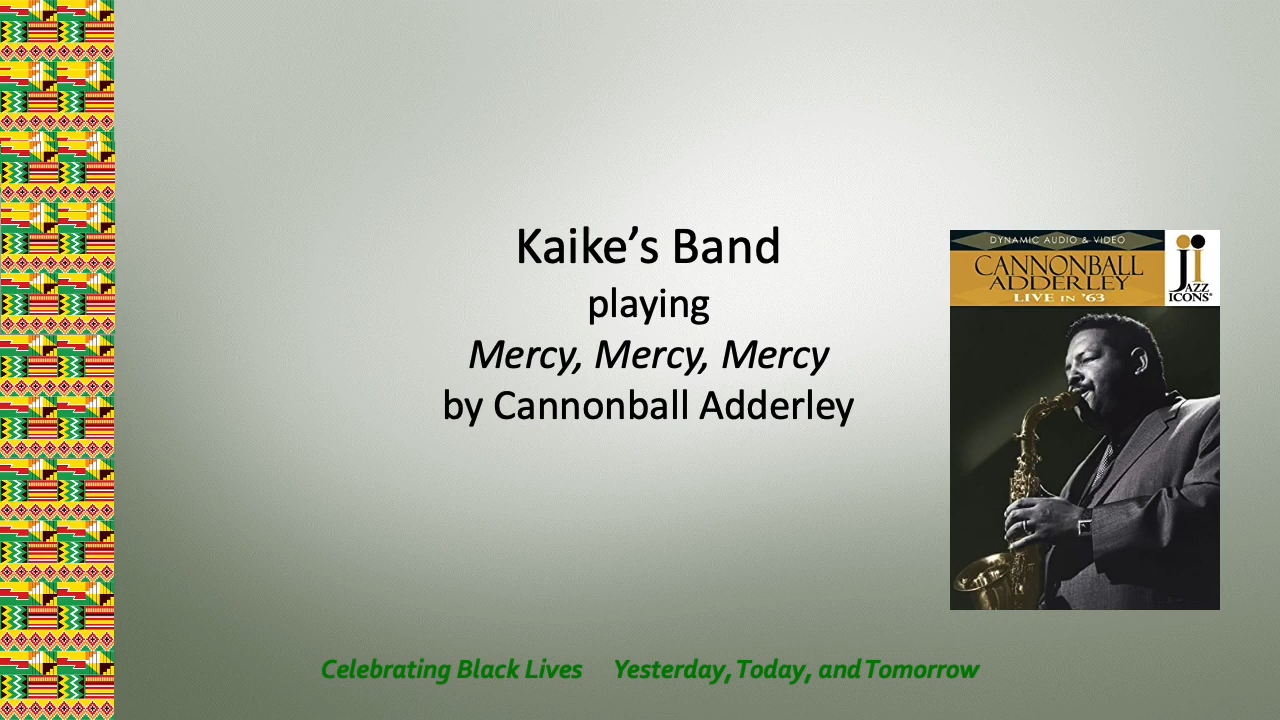 Kaike’s Band
playing
Mercy, Mercy, Mercy
by Cannonball Adderley
DYNAMIC AUDIO & VIDEO
CANNONBALL
ADDERLEY
LIVE IN '63
JI
JAZZ
ICONS®
Celebrating Black Lives Yesterday, Today, and Tomorrow